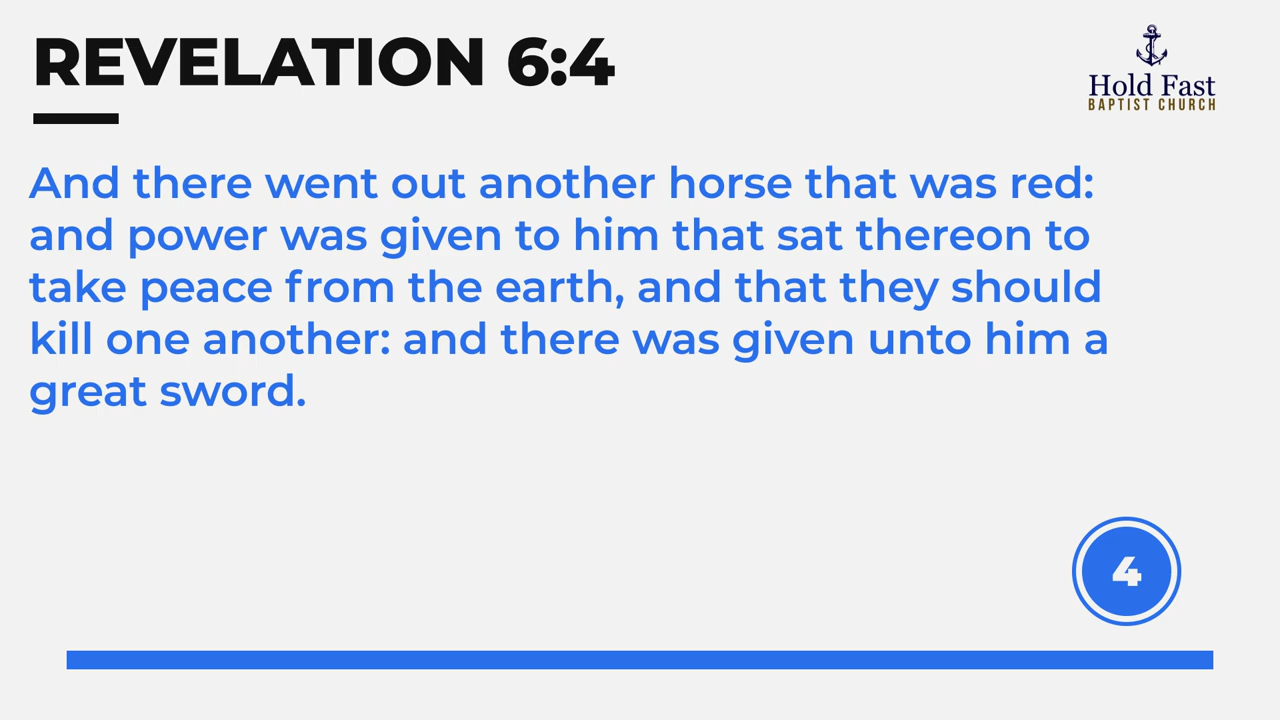 REVELATION 6:4
Hold Fast
BAPTIST CHURCH
And there went out another horse that was red:
and power was given to him that sat thereon to
take peace from the earth, and that they should
kill one another: and there was given unto him a
great sword.
4